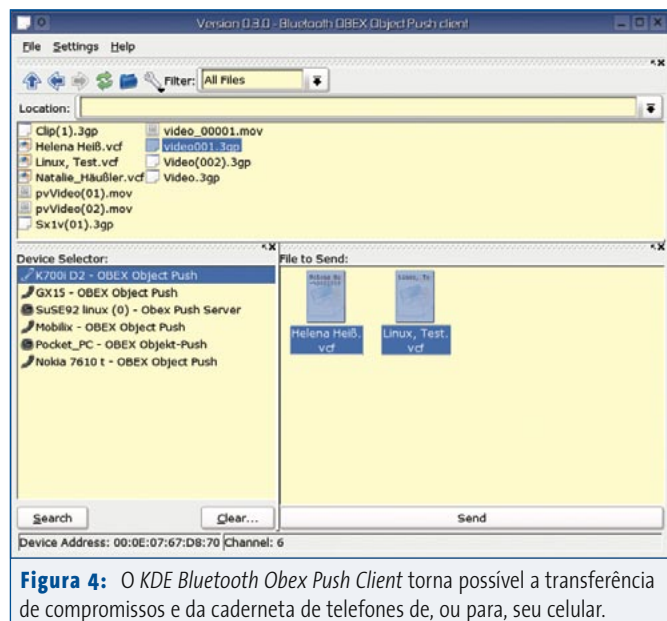 Version 0.3.0 - Bluetooth OBEX Object Push client
File Settings Help
Filter: All Files
Location:
Clip(1).3gp
Helena Heiß.vcf
Linux, Test.vcf
Natalie_Häußler.vcf
pvVideo(01).mov
pvVideo(02).mov
Sx1v(01).3gp
video_00001.mov
video001.3gp
Video(002).3gp
Video.3gp
Device Selector:
K700i D2 - OBEX Object Push
GX15 - OBEX Object Push
SuSE92 linux (0) - Obex Push Server
Mobilix - OBEX Object Push
Pocket_PC - OBEX Objekt-Push
Nokia 7610 t - OBEX Objekt Push
Search
Clear...
File to Send:
Helena Heiß.
vcf
Linux, Test.
vcf
Send
Device Address: 00:0E:07:67:D8:70 Channel: 6
Figura 4: O KDE Bluetooth Obex Push Client torna possível a transferência
de compromissos e da caderneta de telefones de, ou para, seu celular.